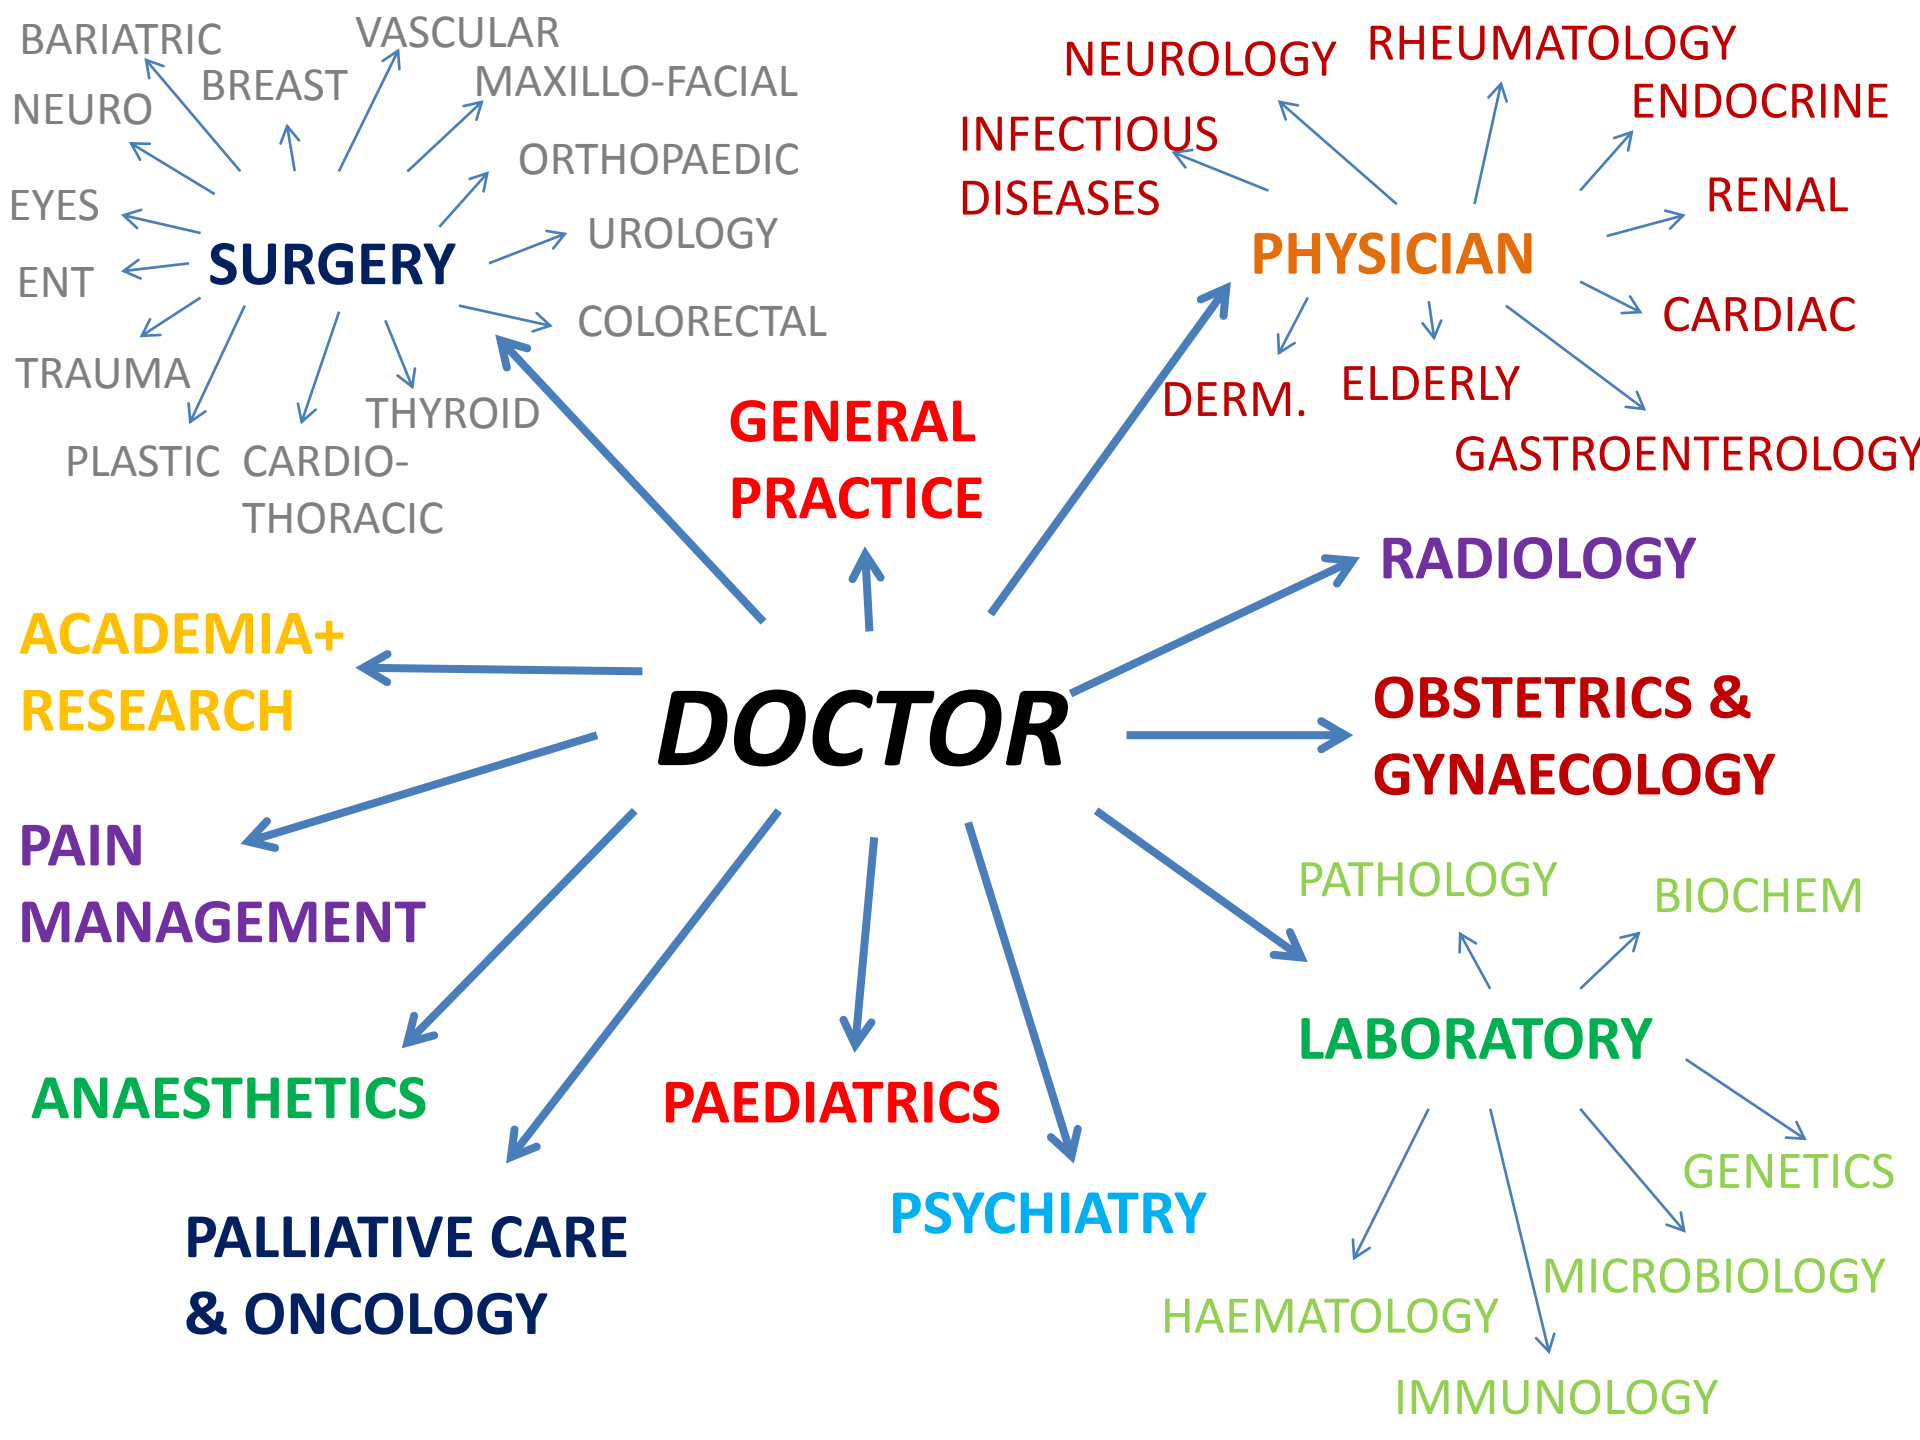 BARIATRIC
VASCULAR
BREAST
MAXILLO-FACIAL
NEURO
ORTHOPAEDIC
EYES
UROLOGY
SURGERY
ENT
COLORECTAL
TRAUMA
THYROID
PLASTIC
CARDIO-
THORACIC
NEUROLOGY
RHEUMATOLOGY
ENDOCRINE
INFECTIOUS
DISEASES
RENAL
PHYSICIAN
CARDIAC
DERM.
ELDERLY
GASTROENTEROLOGY
GENERAL
PRACTICE
RADIOLOGY
ACADEMIA+
RESEARCH
DOCTOR
OBSTETRICS &
GYNAECOLOGY
PAIN
MANAGEMENT
PATHOLOGY
BIOCHEM
LABORATORY
ANAESTHETICS
PAEDIATRICS
GENETICS
PSYCHIATRY
PALLIATIVE CARE
& ONCOLOGY
MICROBIOLOGY
HAEMATOLOGY
IMMUNOLOGY